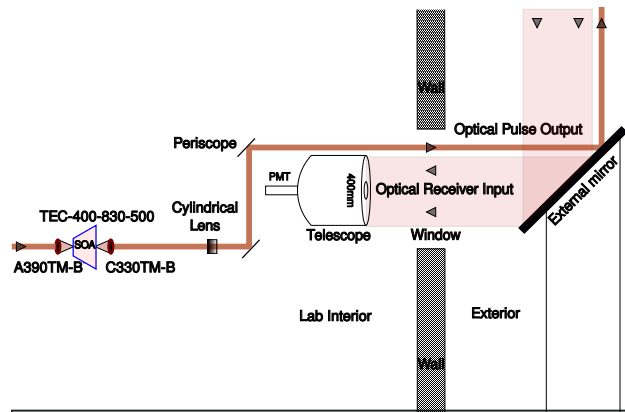 Wall
Optical Pulse Output
Periscope
PMT
400mm
Optical Receiver Input
External mirror
Cylindrical
Lens
Telescope
Window
TEC-400-830-500
SOA
A390TM-B
C330TM-B
Lab Interior
Exterior
Wall